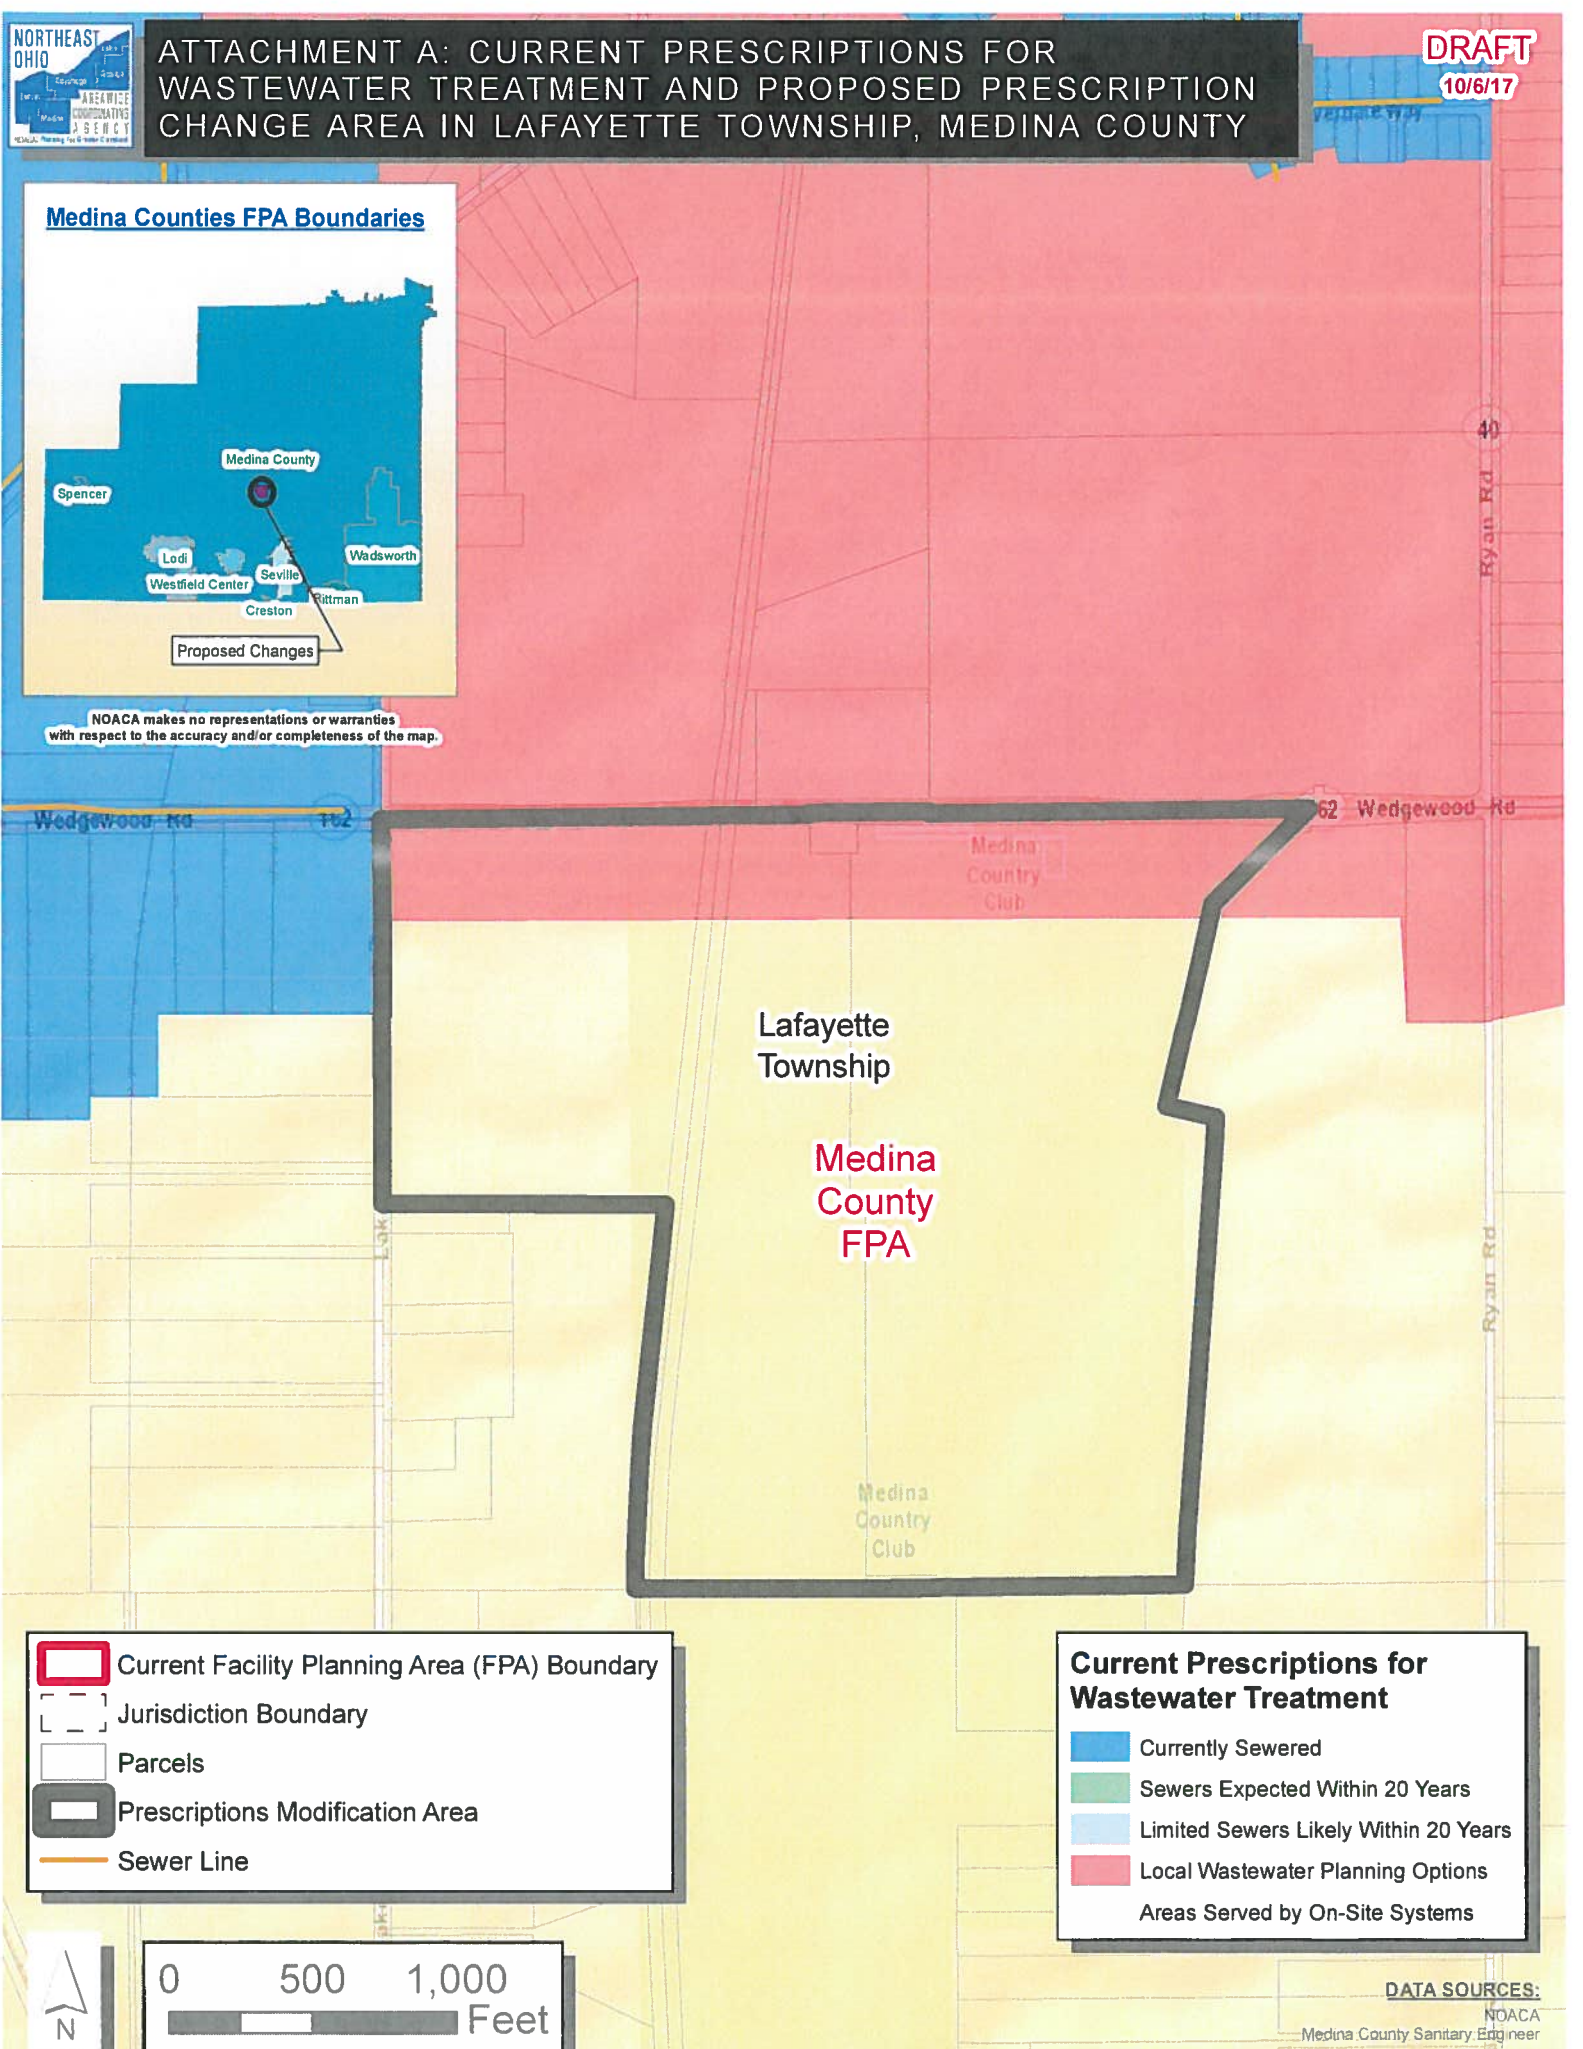 NORTHEAST
OHIO
AREAWIDE
COORDINATING
AGENCY
ATTACHMENT A: CURRENT PRESCRIPTIONS FOR
WASTEWATER TREATMENT AND PROPOSED PRESCRIPTION
CHANGE AREA IN LAFAYETTE TOWNSHIP, MEDINA COUNTY
DRAFT
10/6/17
Medina Counties FPA Boundaries
Medina County
Spencer
Lodi
Westfield Center
Seville
Wadsworth
Creston
Rittman
Proposed Changes
NOACA makes no representations or warranties
with respect to the accuracy and/or completeness of the map.
40
Ryan Rd
Wedgewood Rd
162
62 Wedgewood Rd
Medina
Country
Club
Lafayette
Township
Medina
County
FPA
Lak
Ryan Rd
Medina
Country
Club
Current Facility Planning Area (FPA) Boundary
Jurisdiction Boundary
Parcels
Prescriptions Modification Area
Sewer Line
Current Prescriptions for
Wastewater Treatment
Currently Sewered
Sewers Expected Within 20 Years
Limited Sewers Likely Within 20 Years
Local Wastewater Planning Options
Areas Served by On-Site Systems
N
0 500 1,000
Feet
DATA SOURCES:
NOACA
Medina County Sanitary Engineer